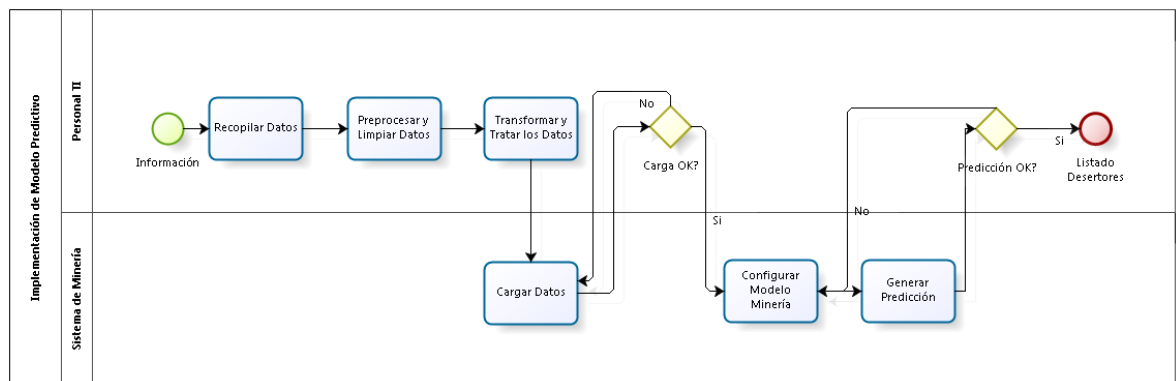 Implementación de Modelo Predictivo
Personal TI
Información
Recopilar Datos
Preprocesar y
Limpiar Datos
Transformar y
Tratar los Datos
No
Carga OK?
Si
Predicción OK?
Si
Listado
Desertores
No
Sistema de Minería
Cargar Datos
Configurar
Modelo
Minería
Generar
Predicción